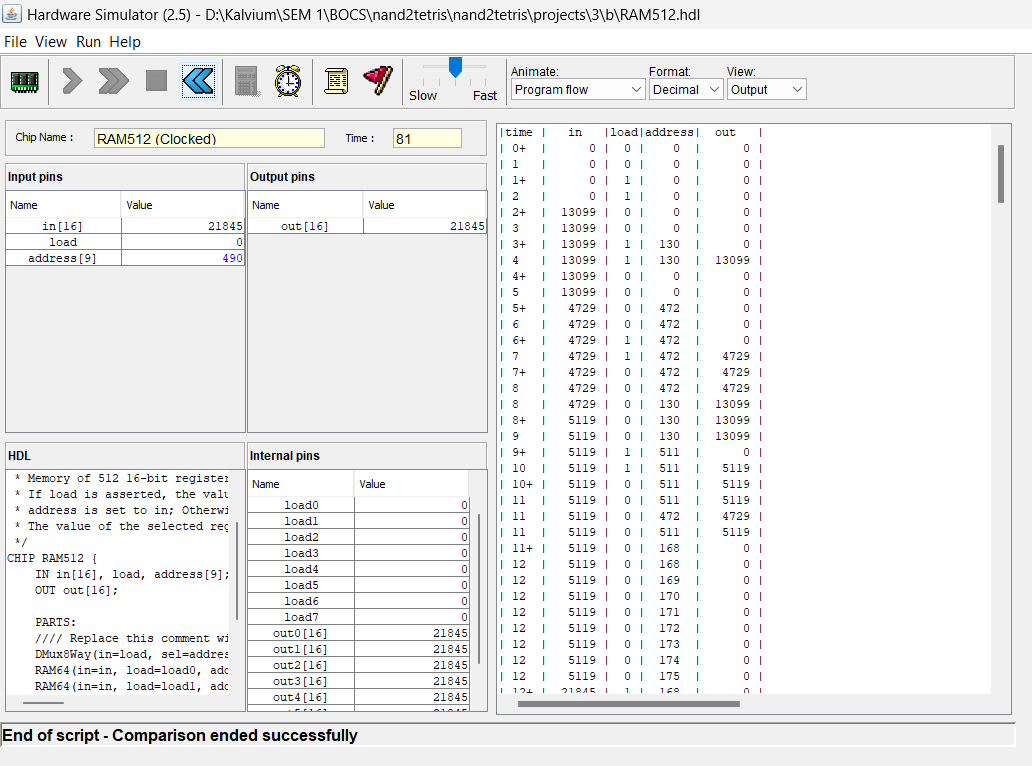 Hardware Simulator (2.5) - D:\Kalvium\SEM 1\BOCS\nand2tetris\nand2tetris\projects\3\b\RAM512.hdl
File View Run Help
Slow Fast
Animate: Format: View:
Program flow Decimal Output
Chip Name : RAM512 (Clocked) Time : 81
Input pins
Name Value
in[16] 21845
load 0
address[9] 490
Output pins
Name Value
out[16] 21845
HDL
* Memory of 512 16-bit register
* If load is asserted, the valu
* address is set to in; Otherwi
* The value of the selected reg
*/
CHIP RAM512 {
IN in[16], load, address[9];
OUT out[16];
PARTS:
//// Replace this comment wi
DMux8Way(in=load, sel=addres
RAM64(in=in, load=load0, add
RAM64(in=in, load=load1, add
Internal pins
Name Value
load0 0
load1 0
load2 0
load3 0
load4 0
load5 0
load6 0
load7 0
out0[16] 21845
out1[16] 21845
out2[16] 21845
out3[16] 21845
out4[16] 21845
|time | in |load|address| out |
| 0+ | 0 | 0 | 0 | 0 |
| 1 | 0 | 0 | 0 | 0 |
| 1+ | 0 | 1 | 0 | 0 |
| 2 | 0 | 1 | 0 | 0 |
| 2+ | 13099 | 0 | 0 | 0 |
| 3 | 13099 | 0 | 0 | 0 |
| 3+ | 13099 | 1 | 130 | 0 |
| 4 | 13099 | 1 | 130 | 13099 |
| 4+ | 13099 | 0 | 0 | 0 |
| 5 | 13099 | 0 | 0 | 0 |
| 5+ | 4729 | 0 | 472 | 0 |
| 6 | 4729 | 0 | 472 | 0 |
| 6+ | 4729 | 1 | 472 | 0 |
| 7 | 4729 | 1 | 472 | 4729 |
| 7+ | 4729 | 0 | 472 | 4729 |
| 8 | 4729 | 0 | 472 | 4729 |
| 8 | 4729 | 0 | 130 | 13099 |
| 8+ | 5119 | 0 | 130 | 13099 |
| 9 | 5119 | 0 | 130 | 13099 |
| 9+ | 5119 | 1 | 511 | 0 |
| 10 | 5119 | 1 | 511 | 5119 |
| 10+ | 5119 | 0 | 511 | 5119 |
| 11 | 5119 | 0 | 511 | 5119 |
| 11 | 5119 | 0 | 472 | 4729 |
| 11 | 5119 | 0 | 511 | 5119 |
| 11+ | 5119 | 0 | 168 | 0 |
| 12 | 5119 | 0 | 168 | 0 |
| 12 | 5119 | 0 | 169 | 0 |
| 12 | 5119 | 0 | 170 | 0 |
| 12 | 5119 | 0 | 171 | 0 |
| 12 | 5119 | 0 | 172 | 0 |
| 12 | 5119 | 0 | 173 | 0 |
| 12 | 5119 | 0 | 174 | 0 |
| 12 | 5119 | 0 | 175 | 0 |
| 12+ | 21845 | 1 | 168 | 0 |
End of script - Comparison ended successfully